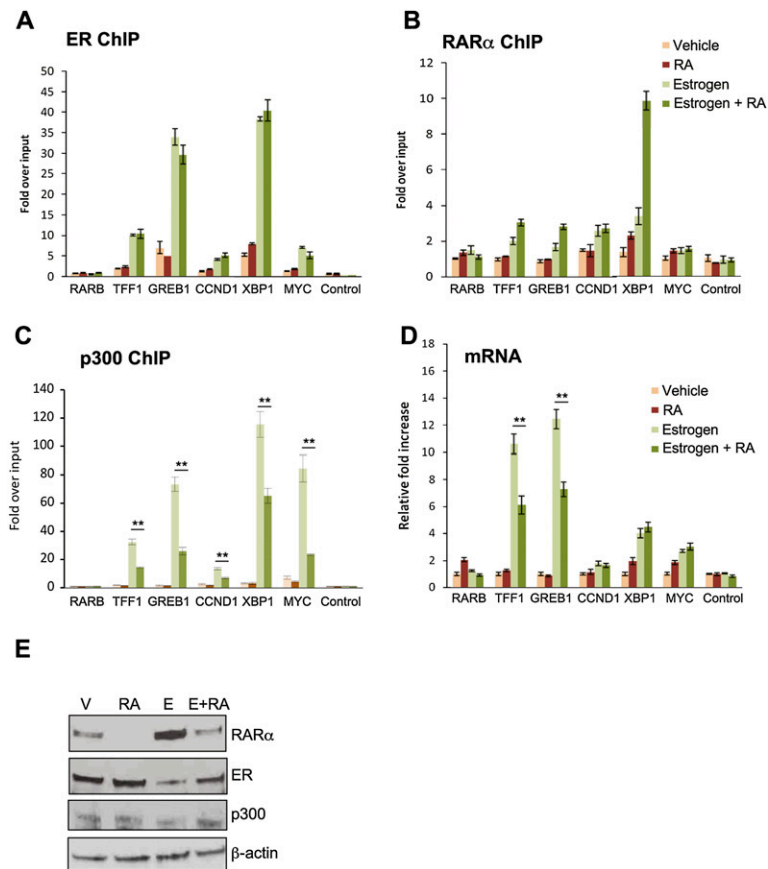 A
ER ChIP
Fold over input
50
45
40
35
30
25
20
15
10
5
0
RARB TFF1 GREB1 CCND1 XBP1 MYC Control
B
RARα ChIP
Vehicle
RA
Estrogen
Estrogen + RA
Fold over input
12
10
8
6
4
2
0
RARB TFF1 GREB1 CCND1 XBP1 MYC Control
C
p300 ChIP
Fold over input
140
120
100
80
60
40
20
0
**
**
**
**
**
RARB TFF1 GREB1 CCND1 XBP1 MYC Control
D
mRNA
Vehicle
RA
Estrogen
Estrogen + RA
Relative fold increase
18
16
14
12
10
8
6
4
2
0
**
**
RARB TFF1 GREB1 CCND1 XBP1 MYC Control
E
V RA E E+RA
RARα
ER
p300
β-actin